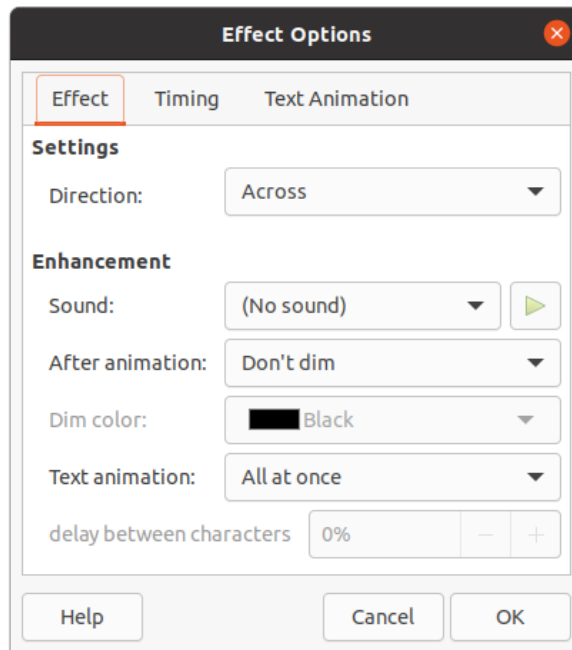 Effect Options
Effect Timing Text Animation
Settings
Direction: Across
Enhancement
Sound: (No sound)
After animation: Don't dim
Dim color: Black
Text animation: All at once
delay between characters 0% − +
Help Cancel OK